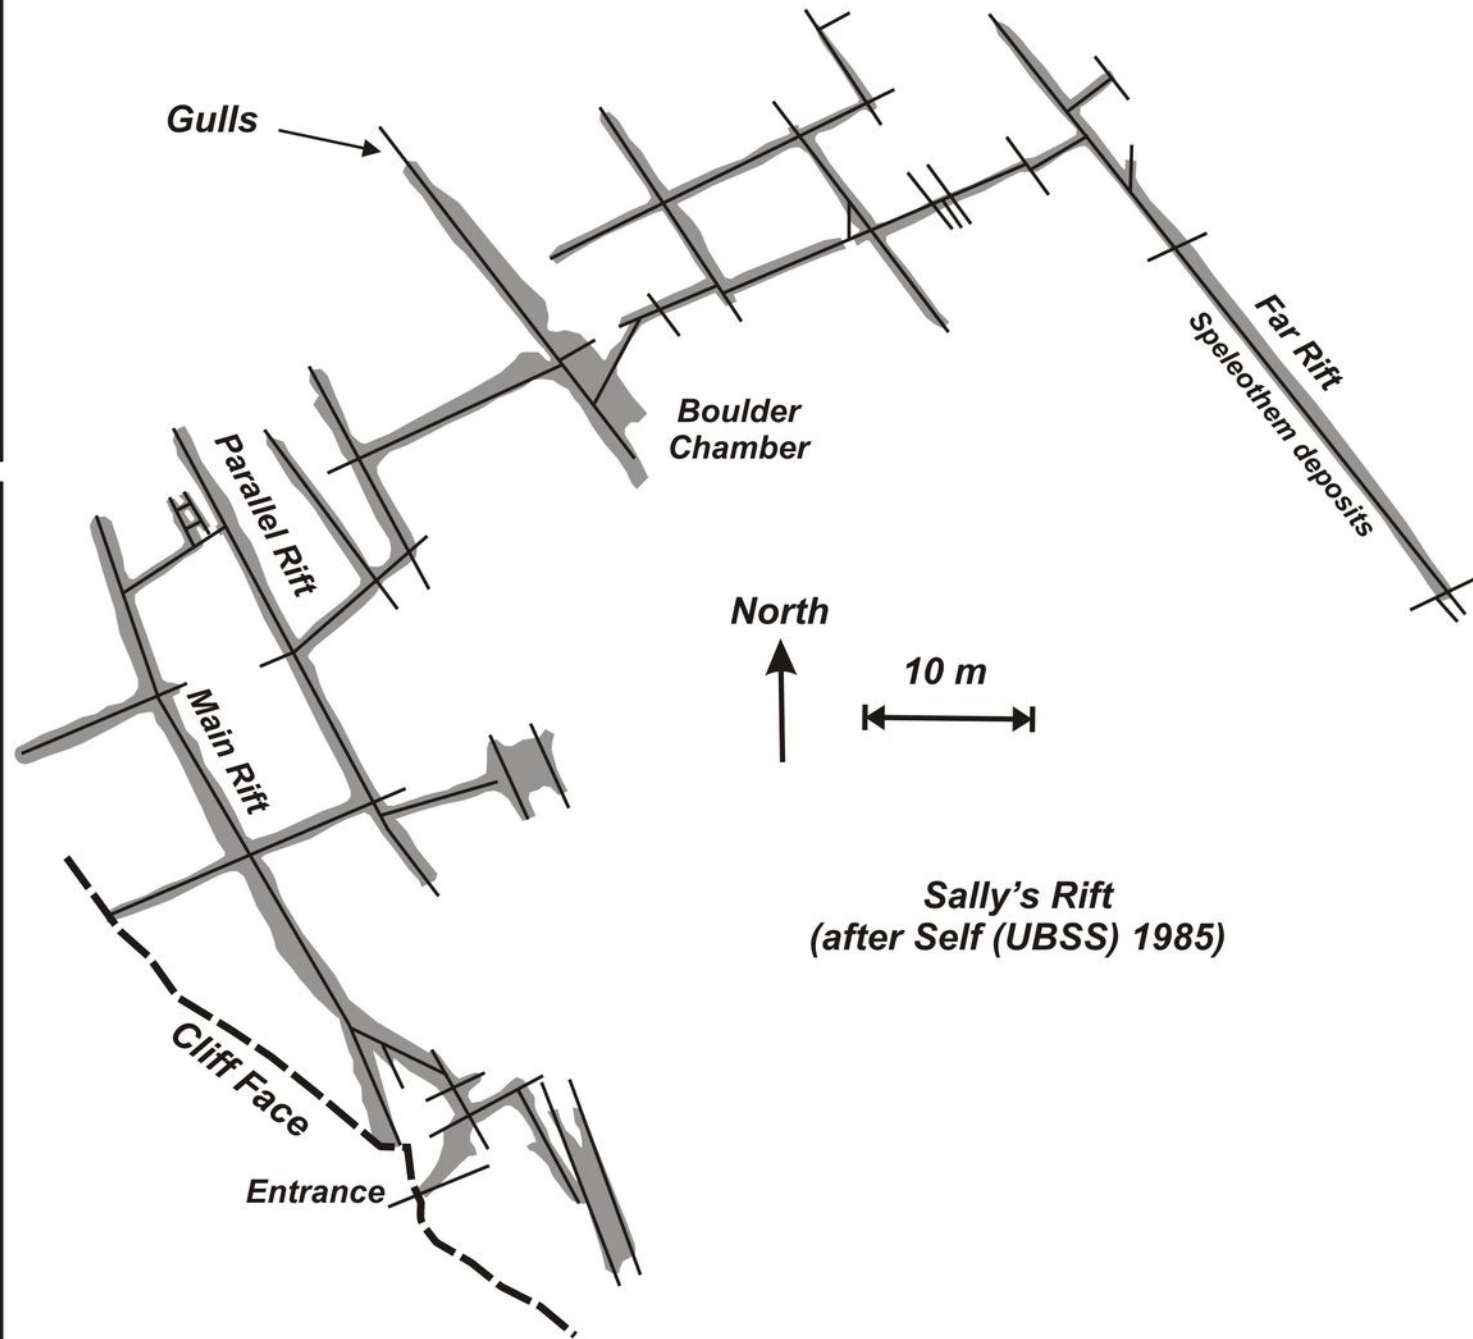 Gulls
Far Rift
Speleothem deposits
Boulder
Chamber
Parallel Rift
North
10 m
Main Rift
Sally’s Rift
(after Self (UBSS) 1985)
Cliff Face
Entrance